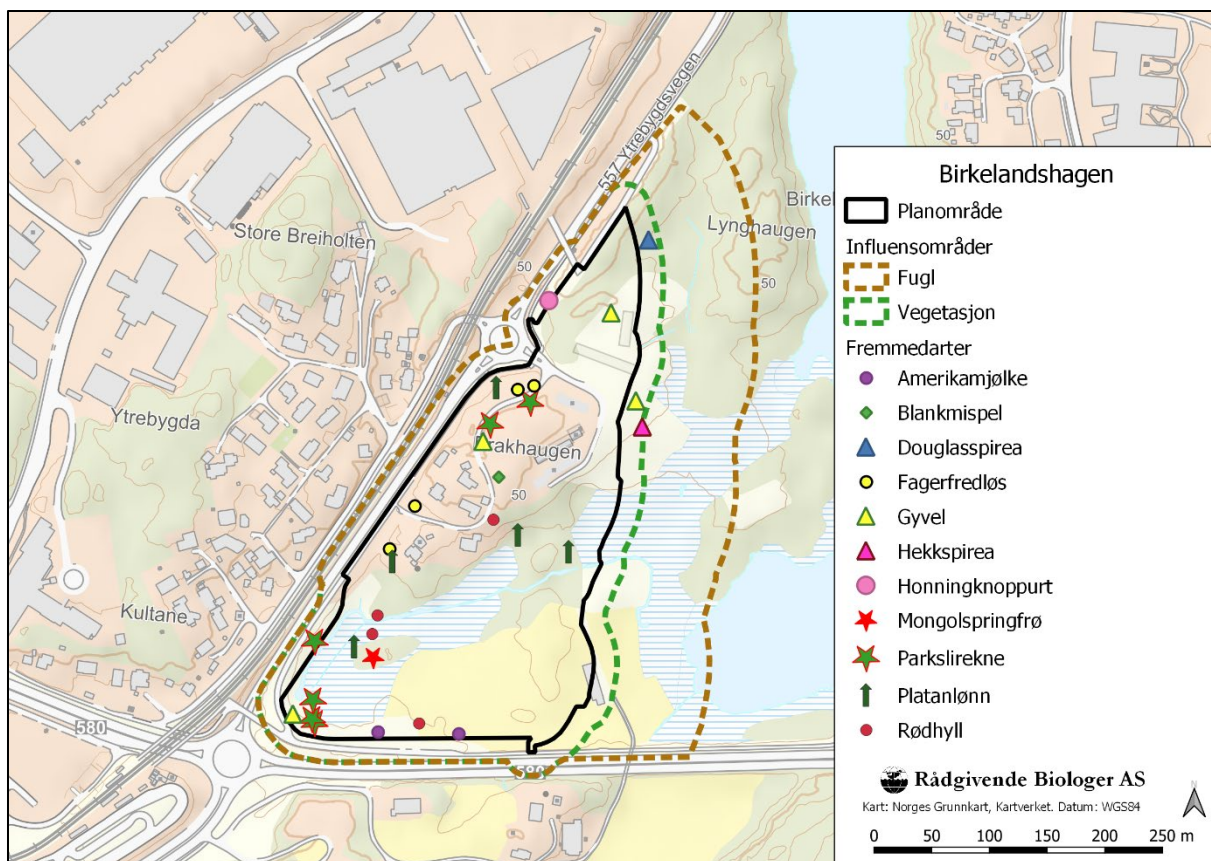 557 Ytrebygdsvegen
50
Store Breiholten
50
Lynghaugen
Birkel
50
Ytrebygda
rakhaugen
50
Kultane
580
580
Birkelandshagen
Planområde
Influensområder
Fugl
Vegetasjon
Fremmedarter
Amerikamjølke
Blankmispel
Douglasspirea
Fagerfredløs
Gyvel
Hekkspirea
Honningknoppurt
Mongolspringfrø
Parkslirekne
Platanlønn
Rødhyll
Rådgivende Biologer AS
Kart: Norges Grunnkart, Kartverket. Datum: WGS84
N
0 50 100 150 200 250 m